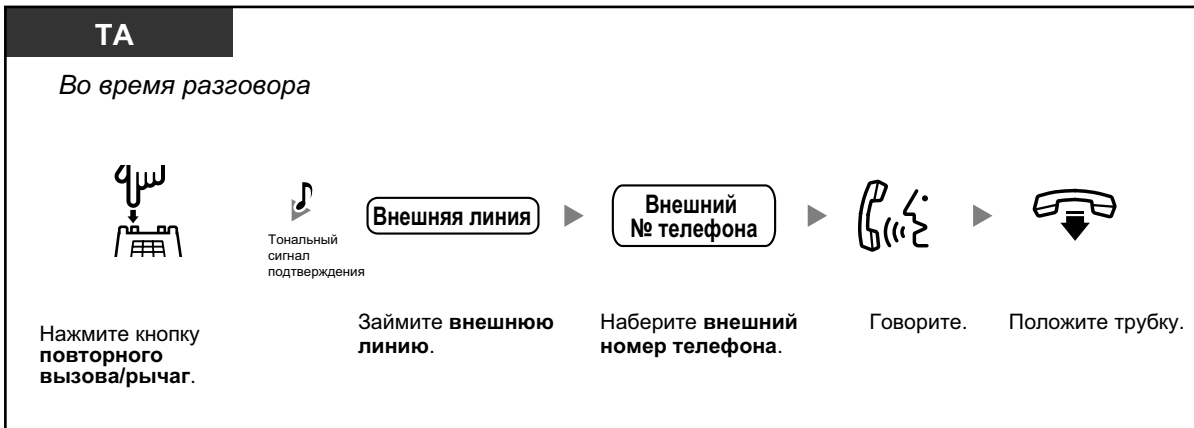 ТА
Во время разговора
Тональный
сигнал
подтверждения
Внешняя линия
Внешний
№ телефона
Нажмите кнопку
повторного
вызова/рычаг.
Займите внешнюю
линию.
Наберите внешний
номер телефона.
Говорите.
Положите трубку.